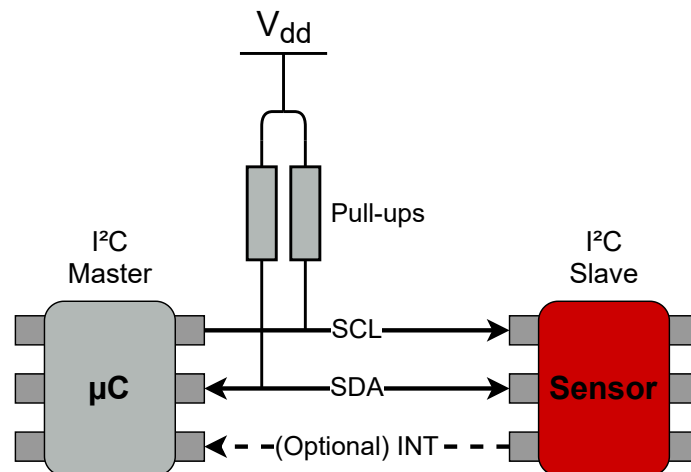 Vdd
Pull-ups
I²C
Master
I²C
Slave
SCL
µC
Sensor
SDA
(Optional) INT